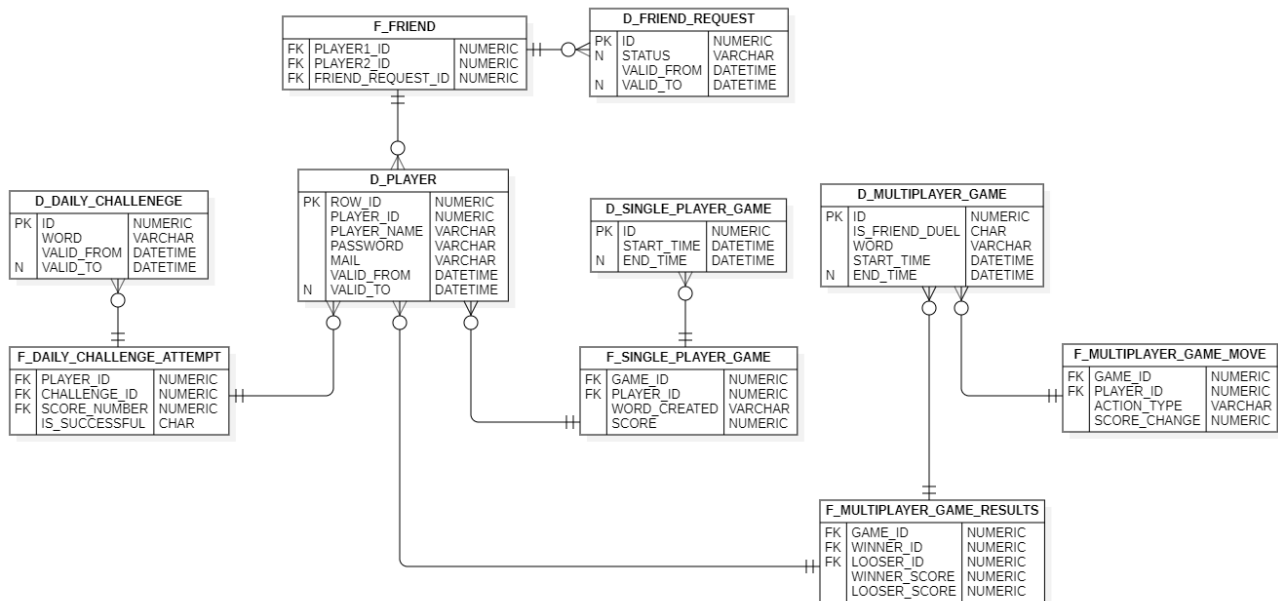 F_FRIEND
FK PLAYER1_ID NUMERIC
FK PLAYER2_ID NUMERIC
FK FRIEND_REQUEST_ID NUMERIC
D_FRIEND_REQUEST
PK ID NUMERIC
N STATUS VARCHAR
VALID_FROM DATETIME
N VALID_TO DATETIME
D_DAILY_CHALLENEGE
PK ID NUMERIC
WORD VARCHAR
VALID_FROM DATETIME
N VALID_TO DATETIME
D_PLAYER
PK ROW_ID NUMERIC
PLAYER_ID NUMERIC
PLAYER_NAME VARCHAR
PASSWORD VARCHAR
MAIL VARCHAR
VALID_FROM DATETIME
N VALID_TO DATETIME
D_SINGLE_PLAYER_GAME
PK ID NUMERIC
START_TIME DATETIME
N END_TIME DATETIME
D_MULTIPLAYER_GAME
PK ID NUMERIC
IS_FRIEND_DUEL CHAR
WORD VARCHAR
START_TIME DATETIME
N END_TIME DATETIME
F_DAILY_CHALLENGE_ATTEMPT
FK PLAYER_ID NUMERIC
FK CHALLENGE_ID NUMERIC
FK SCORE_NUMBER NUMERIC
IS_SUCCESSFUL CHAR
F_SINGLE_PLAYER_GAME
FK GAME_ID NUMERIC
FK PLAYER_ID NUMERIC
WORD_CREATED VARCHAR
SCORE NUMERIC
F_MULTIPLAYER_GAME_MOVE
FK GAME_ID NUMERIC
FK PLAYER_ID NUMERIC
ACTION_TYPE VARCHAR
SCORE_CHANGE NUMERIC
F_MULTIPLAYER_GAME_RESULTS
FK GAME_ID NUMERIC
FK WINNER_ID NUMERIC
FK LOOSER_ID NUMERIC
WINNER_SCORE NUMERIC
LOOSER_SCORE NUMERIC